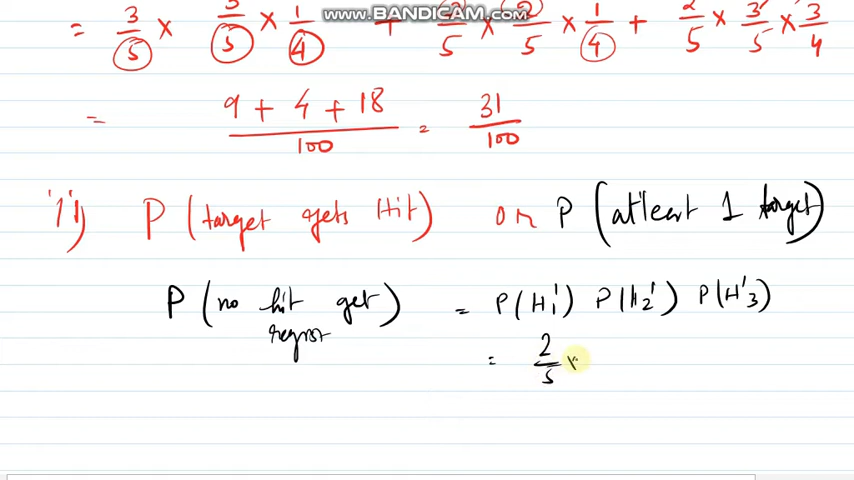 www.BANDICAM.com
= 3/5 × 3/5 × 1/4 + 2/5 × 2/5 × 1/4 + 2/5 × 3/5 × 3/4
= (9 + 4 + 18)/100 = 31/100
ii) P (target gets Hit) or P (atleast 1 target)
P (no hit get = P(H₁') P(H₂') P(H'₃)
= 2/5 ×